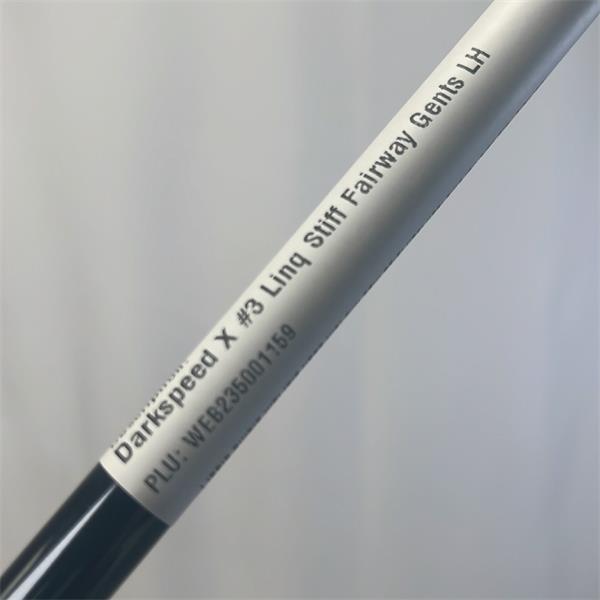 Darkspeed X #3 Linq Stiff Fairway Gents LH
PLU: WEB235001159